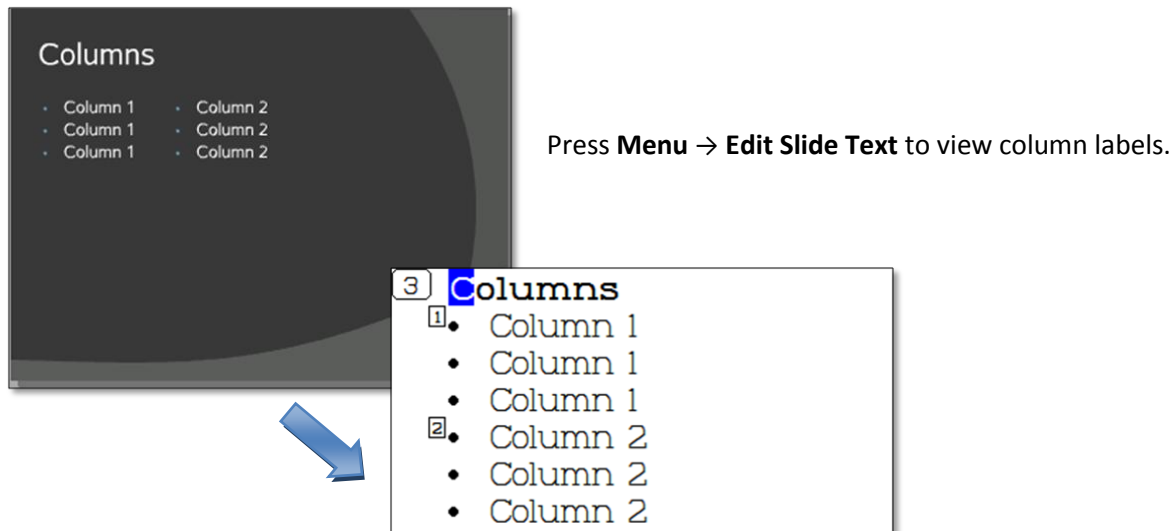 Columns
• Column 1 • Column 2
• Column 1 • Column 2
• Column 1 • Column 2
Press Menu → Edit Slide Text to view column labels.
3 Columns
1 • Column 1
• Column 1
• Column 1
2 • Column 2
• Column 2
• Column 2